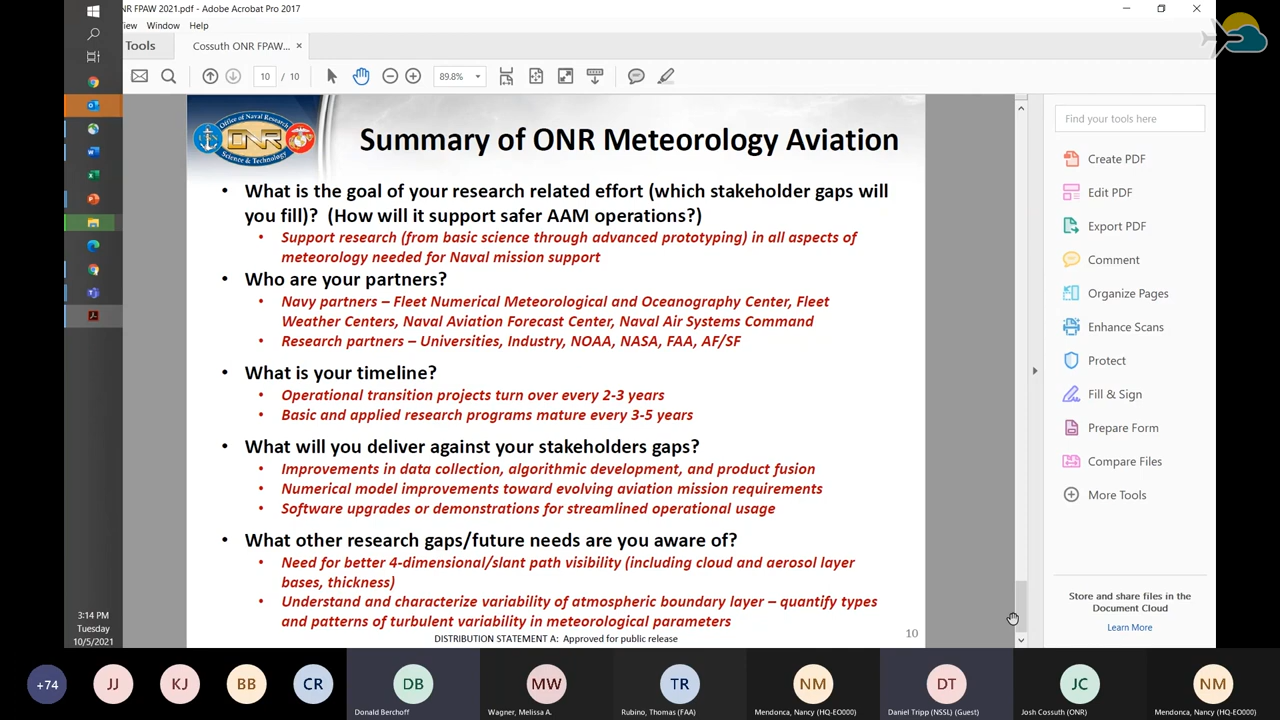 NR FPAW 2021.pdf - Adobe Acrobat Pro 2017
View Window Help
Tools Cossuth ONR FPAW... ×
10 / 10 89.8%
Find your tools here
Create PDF
Edit PDF
Export PDF
Comment
Organize Pages
Enhance Scans
Protect
Fill & Sign
Prepare Form
Compare Files
More Tools
Store and share files in the
Document Cloud
Learn More
Office of Naval Research
ONR
Science & Technology
Summary of ONR Meteorology Aviation
• What is the goal of your research related effort (which stakeholder gaps will
you fill)? (How will it support safer AAM operations?)
• Support research (from basic science through advanced prototyping) in all aspects of
meteorology needed for Naval mission support
• Who are your partners?
• Navy partners – Fleet Numerical Meteorological and Oceanography Center, Fleet
Weather Centers, Naval Aviation Forecast Center, Naval Air Systems Command
• Research partners – Universities, Industry, NOAA, NASA, FAA, AF/SF
• What is your timeline?
• Operational transition projects turn over every 2-3 years
• Basic and applied research programs mature every 3-5 years
• What will you deliver against your stakeholders gaps?
• Improvements in data collection, algorithmic development, and product fusion
• Numerical model improvements toward evolving aviation mission requirements
• Software upgrades or demonstrations for streamlined operational usage
• What other research gaps/future needs are you aware of?
• Need for better 4-dimensional/slant path visibility (including cloud and aerosol layer
bases, thickness)
• Understand and characterize variability of atmospheric boundary layer – quantify types
and patterns of turbulent variability in meteorological parameters
DISTRIBUTION STATEMENT A: Approved for public release
10
3:14 PM
Tuesday
10/5/2021
+74 JJ KJ BB CR DB MW TR NM DT JC NM
Donald Berchoff Wagner, Melissa A. Rubino, Thomas (FAA) Mendonca, Nancy (HQ-EO000) Daniel Tripp (NSSL) (Guest) Josh Cossuth (ONR) Mendonca, Nancy (HQ-EO000)